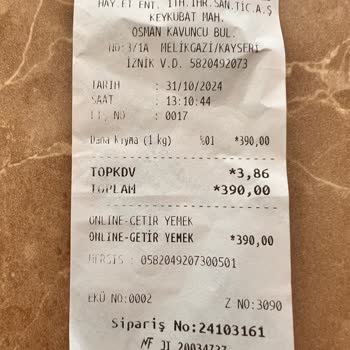 HAY.ET ENT. İTH.İHR.SAN.TİC.A.Ş
KEYKUBAT MAH.
OSMAN KAVUNCU BUL.
NO:3/1A MELİKGAZİ/KAYSERİ
İZNİK V.D. 5820492073
TARİH : 31/10/2024
SAAT : 13:10:44
NO : 0017
Dana Kıyma (1 kg) %01 *390,00
TOPKDV *3,86
TOPLAM *390,00
ONLINE-GETİR YEMEK
ONLINE-GETİR YEMEK *390,00
MERSİS : 0582049207300501
EKÜ NO:0002 Z NO:3090
Sipariş No:24103161
MF JI 20034737